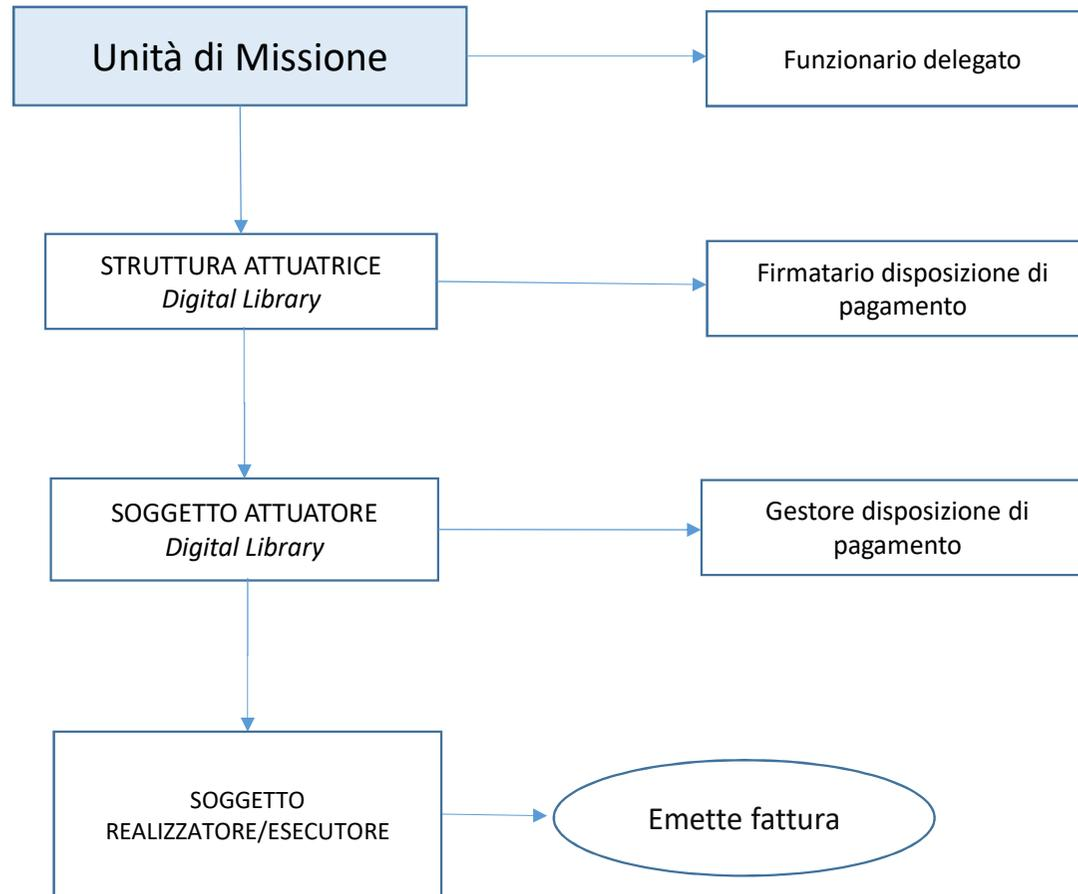 Unità di Missione
Funzionario delegato
STRUTTURA ATTUATRICE
Digital Library
Firmatario disposizione di
pagamento
SOGGETTO ATTUATORE
Digital Library
Gestore disposizione di
pagamento
SOGGETTO
REALIZZATORE/ESECUTORE
Emette fattura